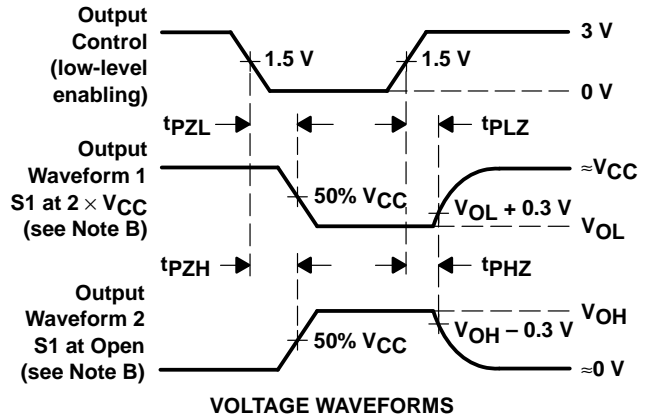 Output
Control
(low-level
enabling)
1.5 V
1.5 V
3 V
0 V
tPZL
tPLZ
Output
Waveform 1
S1 at 2 × VCC
(see Note B)
50% VCC
VOL + 0.3 V
≈VCC
VOL
tPZH
tPHZ
Output
Waveform 2
S1 at Open
(see Note B)
50% VCC
VOH − 0.3 V
VOH
≈0 V
VOLTAGE WAVEFORMS